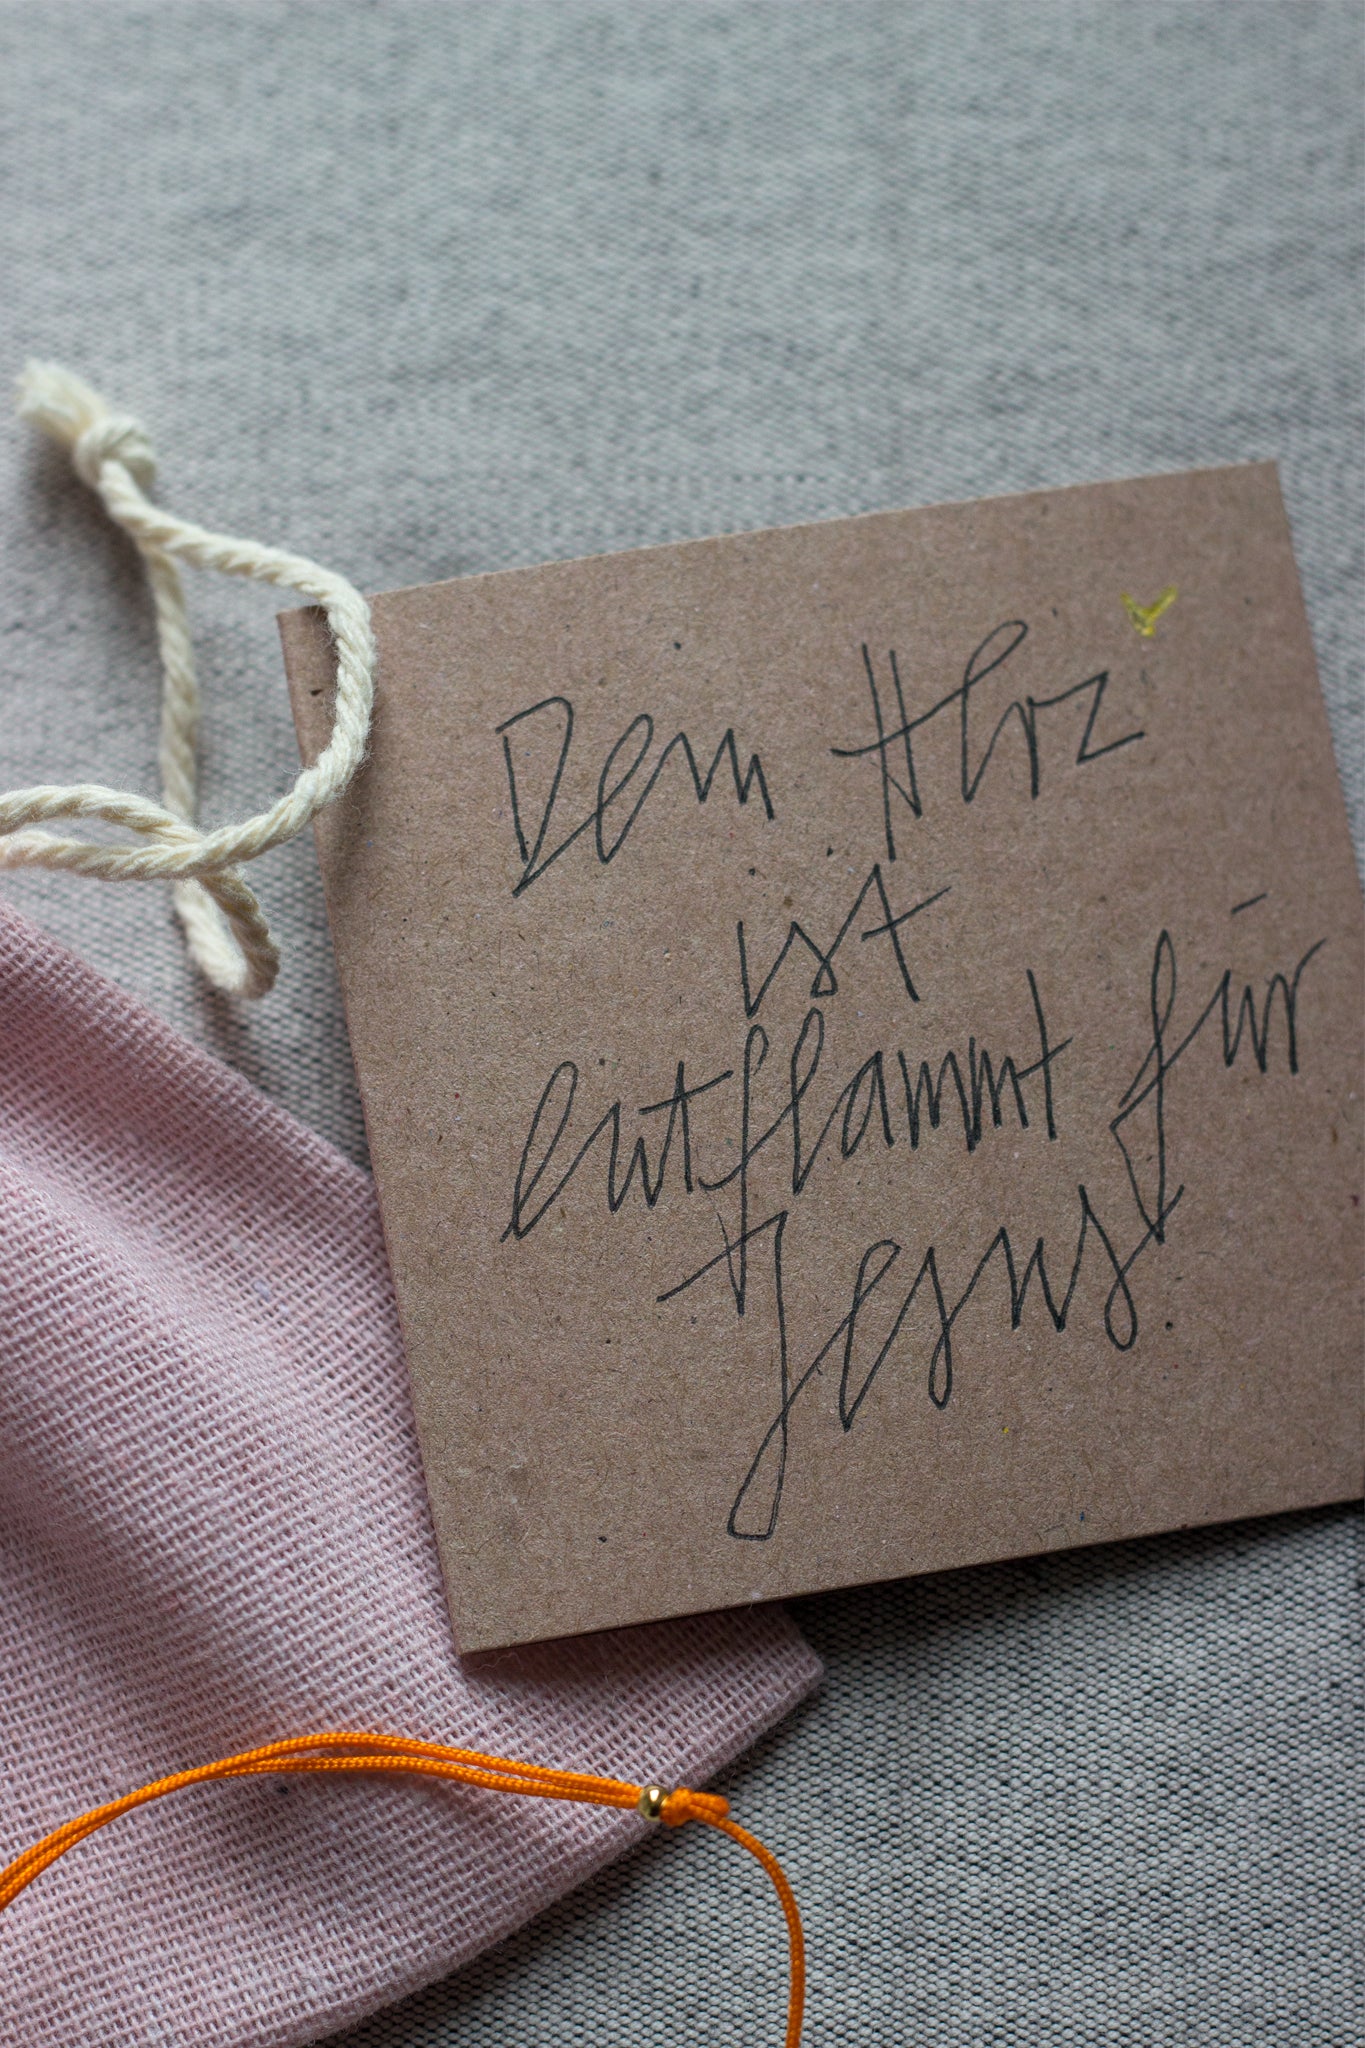 Dein Herz
ist
entflammt für
Jesus.